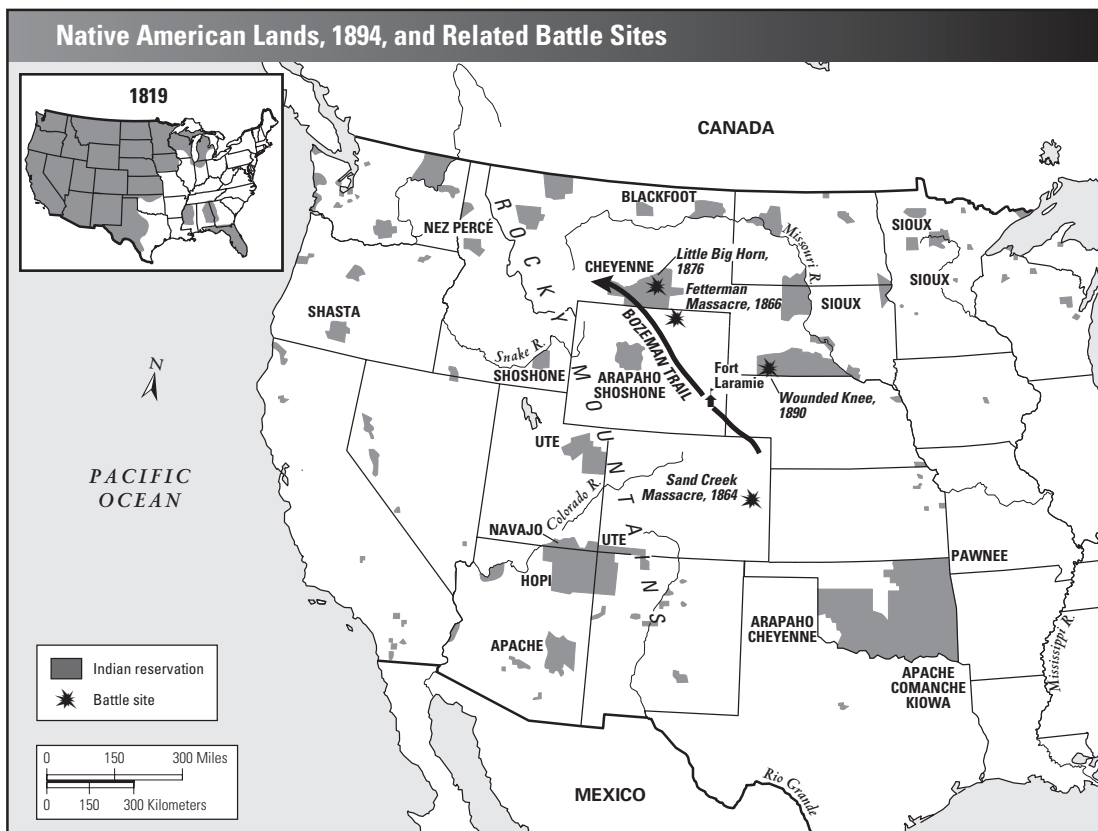 Native American Lands, 1894, and Related Battle Sites
1819
CANADA
BLACKFOOT
NEZ PERCÉ
ROCKY MOUNTAINS
Missouri R.
SIOUX
SIOUX
Little Big Horn,
1876
CHEYENNE
Fetterman
Massacre, 1866
SIOUX
SHASTA
BOZEMAN TRAIL
Snake R.
SHOSHONE
ARAPAHO
SHOSHONE
Fort
Laramie
Wounded Knee,
1890
N
UTE
PACIFIC
OCEAN
Sand Creek
Massacre, 1864
Colorado R.
NAVAJO
UTE
HOPI
PAWNEE
ARAPAHO
CHEYENNE
APACHE
APACHE
COMANCHE
KIOWA
Mississippi R.
Indian reservation
Battle site
0 150 300 Miles
0 150 300 Kilometers
MEXICO
Rio Grande